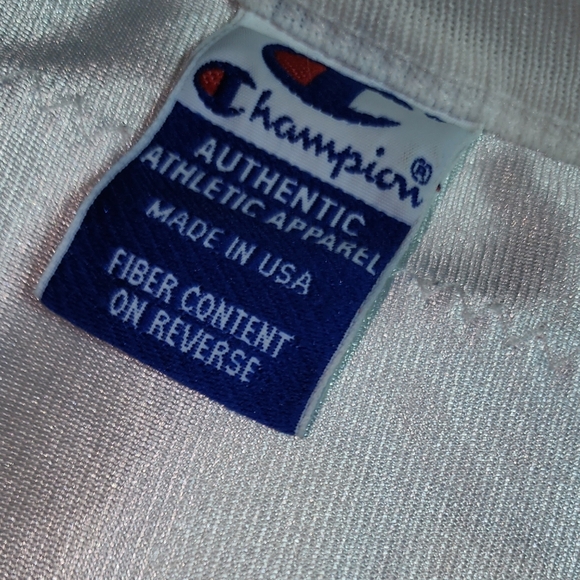 Champion®
AUTHENTIC
ATHLETIC APPAREL
MADE IN USA
FIBER CONTENT
ON REVERSE